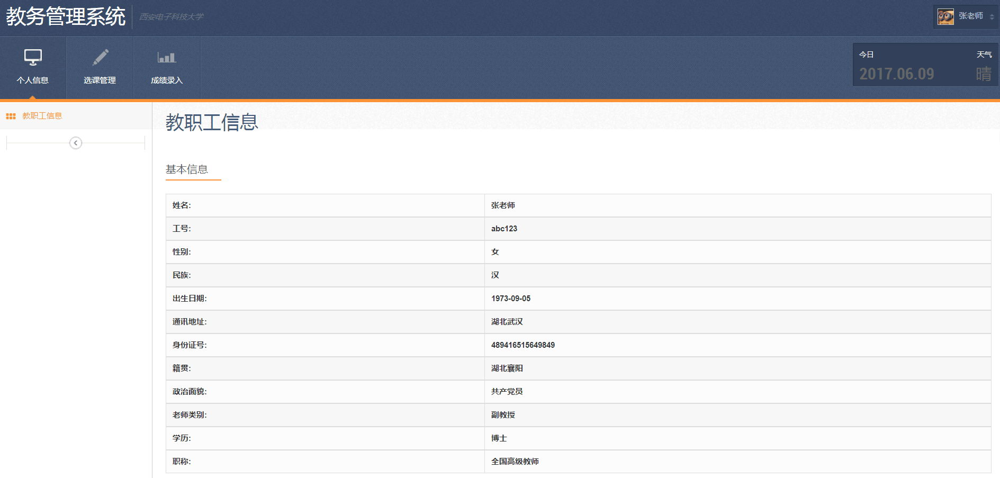 教务管理系统 西安电子科技大学 张老师
个人信息 选课管理 成绩录入
今日 天气
2017.06.09 晴
教职工信息
教职工信息
基本信息
姓名: 张老师
工号: abc123
性别: 女
民族: 汉
出生日期: 1973-09-05
通讯地址: 湖北武汉
身份证号: 489416515649849
籍贯: 湖北襄阳
政治面貌: 共产党员
老师类别: 副教授
学历: 博士
职称: 全国高级教师